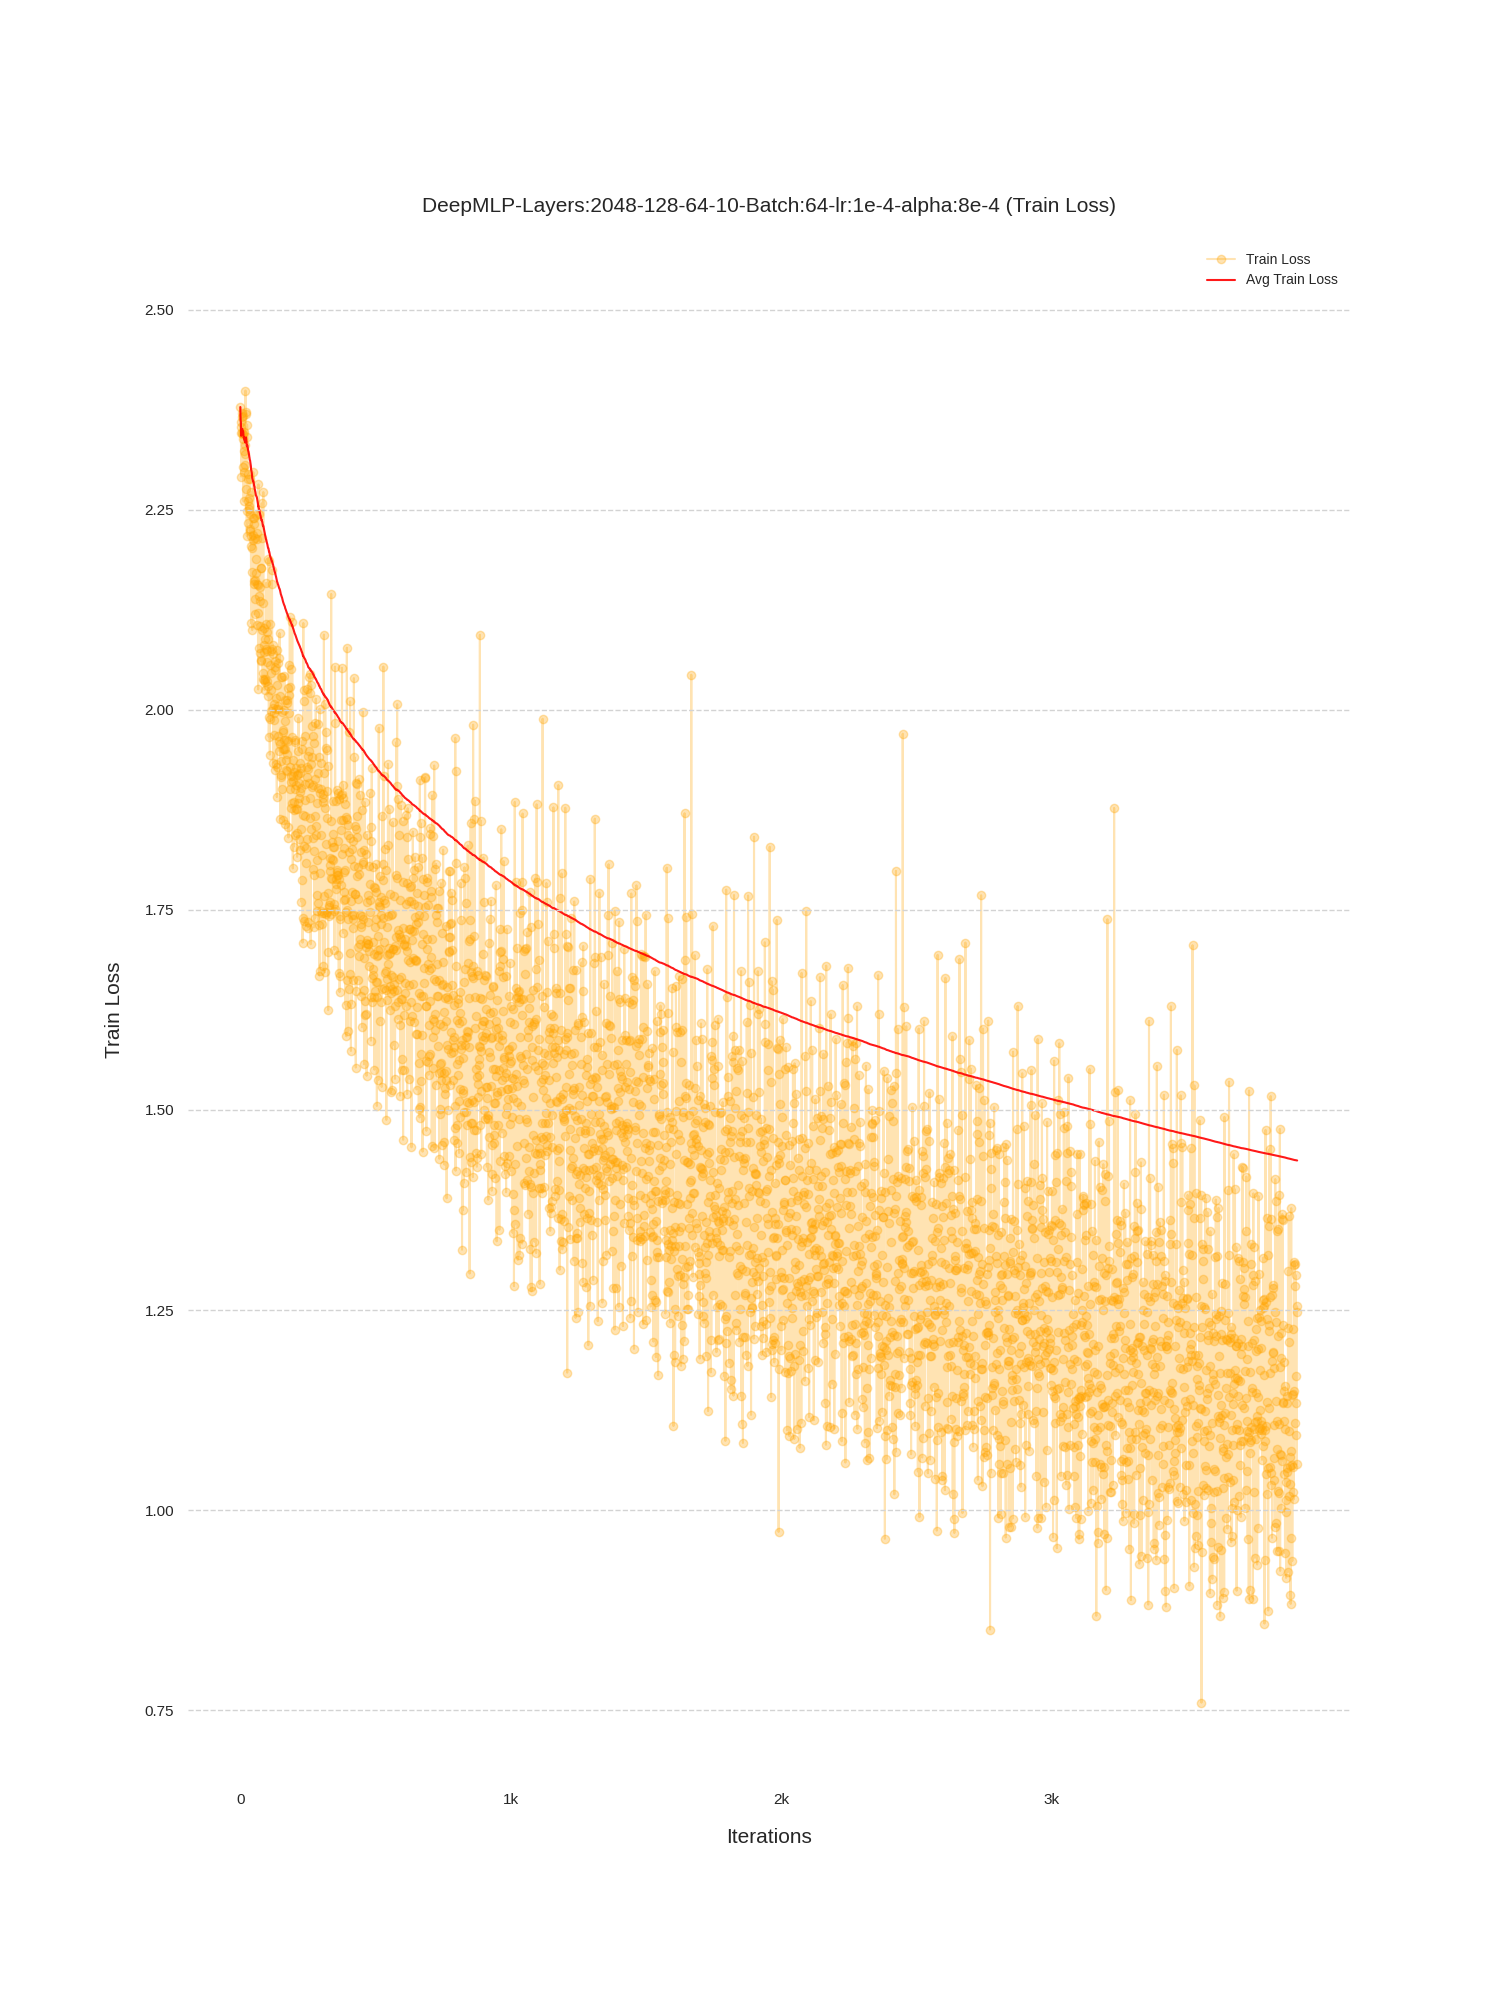 DeepMLP-Layers:2048-128-64-10-Batch:64-lr:1e-4-alpha:8e-4 (Train Loss)
Train Loss
Avg Train Loss
2.50
2.25
2.00
1.75
1.50
1.25
1.00
0.75
Train Loss
0 1k 2k 3k
Iterations